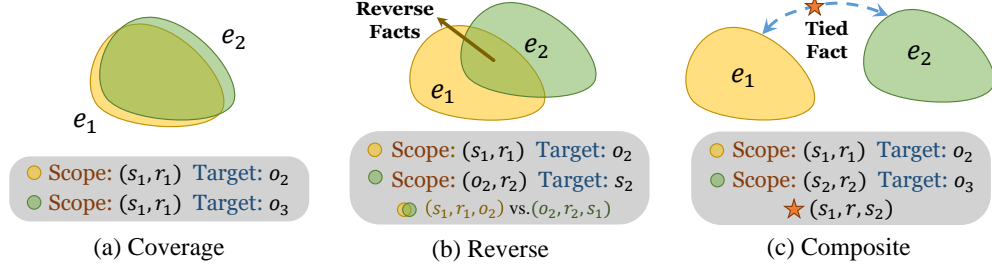 e₂
e₁
Scope: (s₁, r₁) Target: o₂
Scope: (s₁, r₁) Target: o₃
(a) Coverage
Reverse
Facts
e₂
e₁
Scope: (s₁, r₁) Target: o₂
Scope: (o₂, r₂) Target: s₂
(s₁, r₁, o₂) vs.(o₂, r₂, s₁)
(b) Reverse
Tied
Fact
e₁
e₂
Scope: (s₁, r₁) Target: o₂
Scope: (s₂, r₂) Target: o₃
(s₁, r, s₂)
(c) Composite